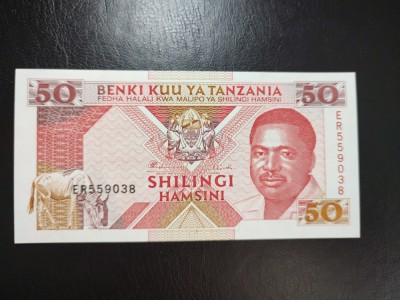 50 BENKI KUU YA TANZANIA 50
FEDHA HALALI KWA MALIPO YA SHILINGI HAMSINI
ER559038
ER559038
SHILINGI
HAMSINI
50